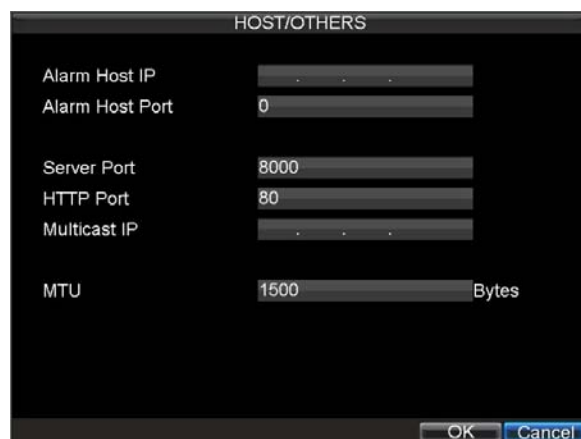 HOST/OTHERS
Alarm Host IP . . .
Alarm Host Port 0
Server Port 8000
HTTP Port 80
Multicast IP . . .
MTU 1500 Bytes
OK Cancel